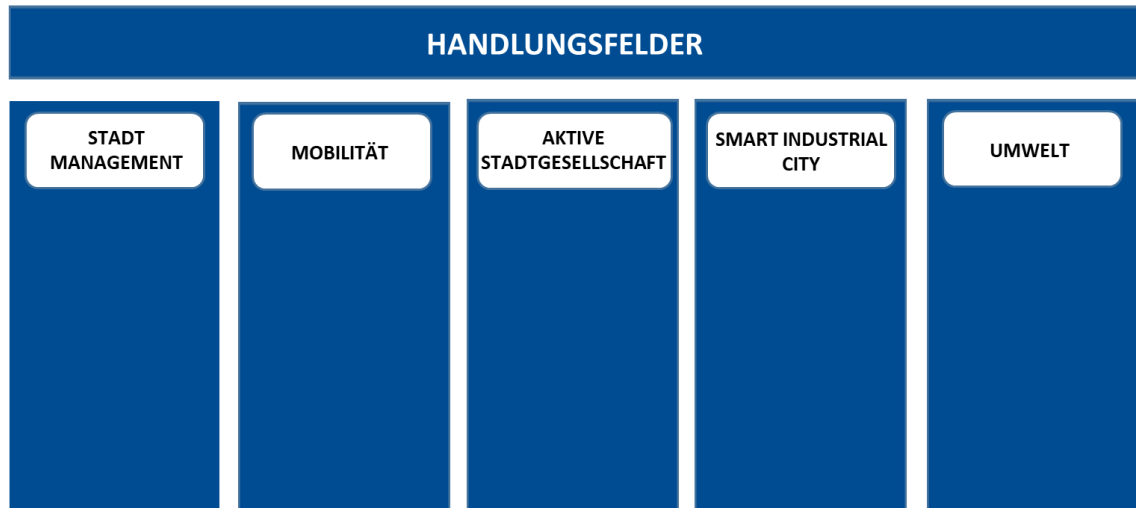 HANDLUNGSFELDER
STADT
MANAGEMENT
MOBILITÄT
AKTIVE
STADTGESELLSCHAFT
SMART INDUSTRIAL
CITY
UMWELT